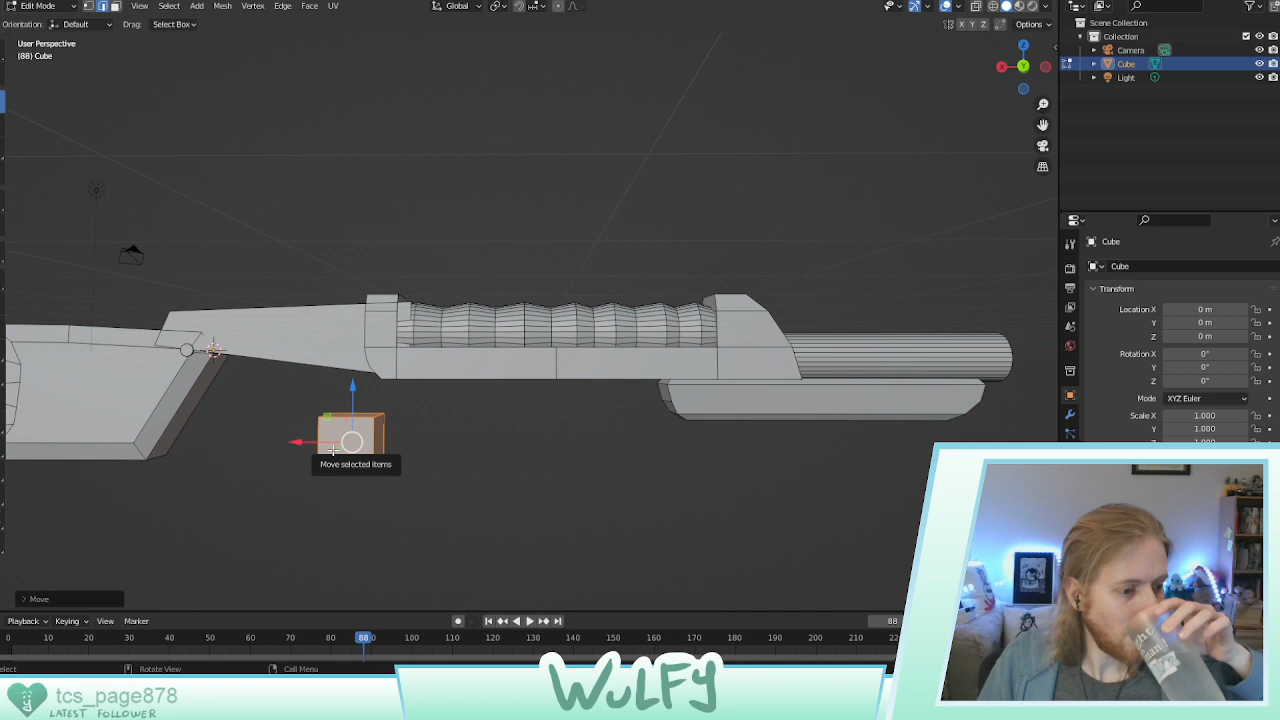 Edit Mode View Select Add Mesh Vertex Edge Face UV Global Options
Orientation: Default Drag: Select Box X Y Z Options
User Perspective
(88) Cube
Scene Collection
Collection
Camera
Cube
Light
X Y Z
Cube
Cube
Transform
Location X 0 m
Y 0 m
Z 0 m
Rotation X 0°
Y 0°
Z 0°
Mode XYZ Euler
Scale X 1.000
Y 1.000
Move selected items
Move
Playback Keying View Marker 88
0 10 20 30 40 50 60 70 80 88 100 110 120 130 140 150 160 170 180 190 200 210
Rotate View Call Menu
WULFY
tcs_page878
LATEST FOLLOWER